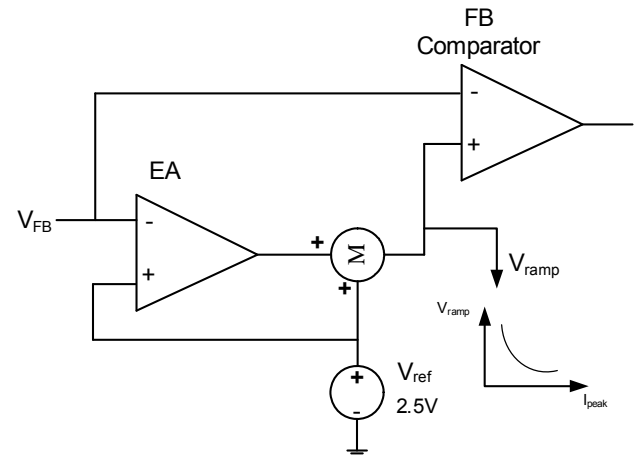 FB
Comparator
-
+
EA
V_FB
-
+
+
M
+
V_ramp
V_ramp
I_peak
V_ref
2.5V
+
-